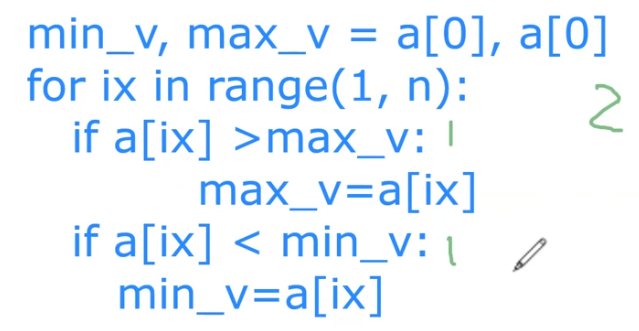 min_v, max_v = a[0], a[0]
for ix in range(1, n):
if a[ix] >max_v: 1
max_v=a[ix]
if a[ix] < min_v: 1
min_v=a[ix]
2